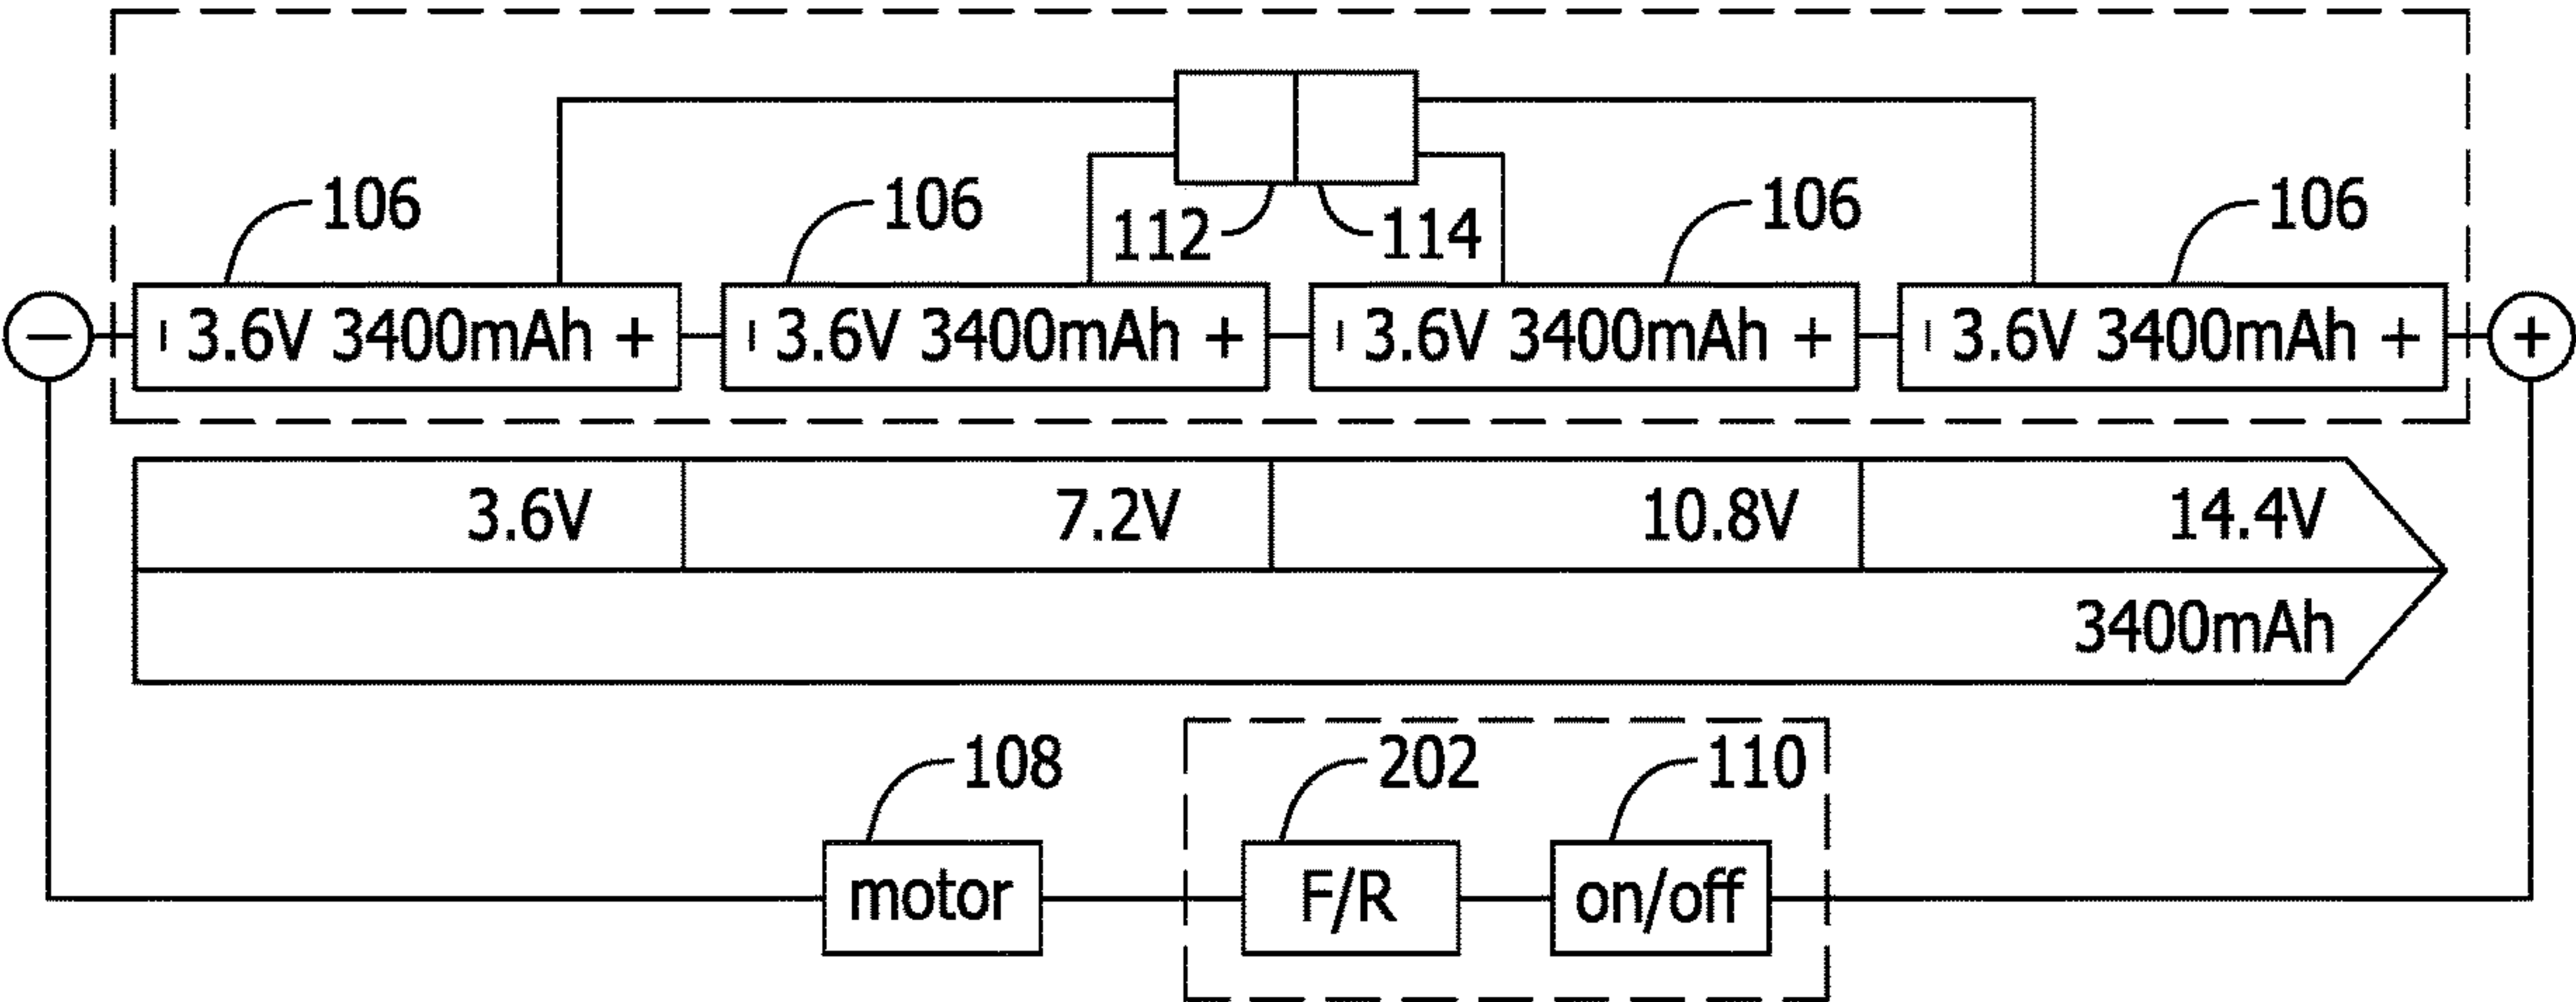 106 106 112 114 106 106
− | 3.6V 3400mAh + | 3.6V 3400mAh + | 3.6V 3400mAh + | 3.6V 3400mAh + +
3.6V 7.2V 10.8V 14.4V
3400mAh
108 202 110
motor F/R on/off